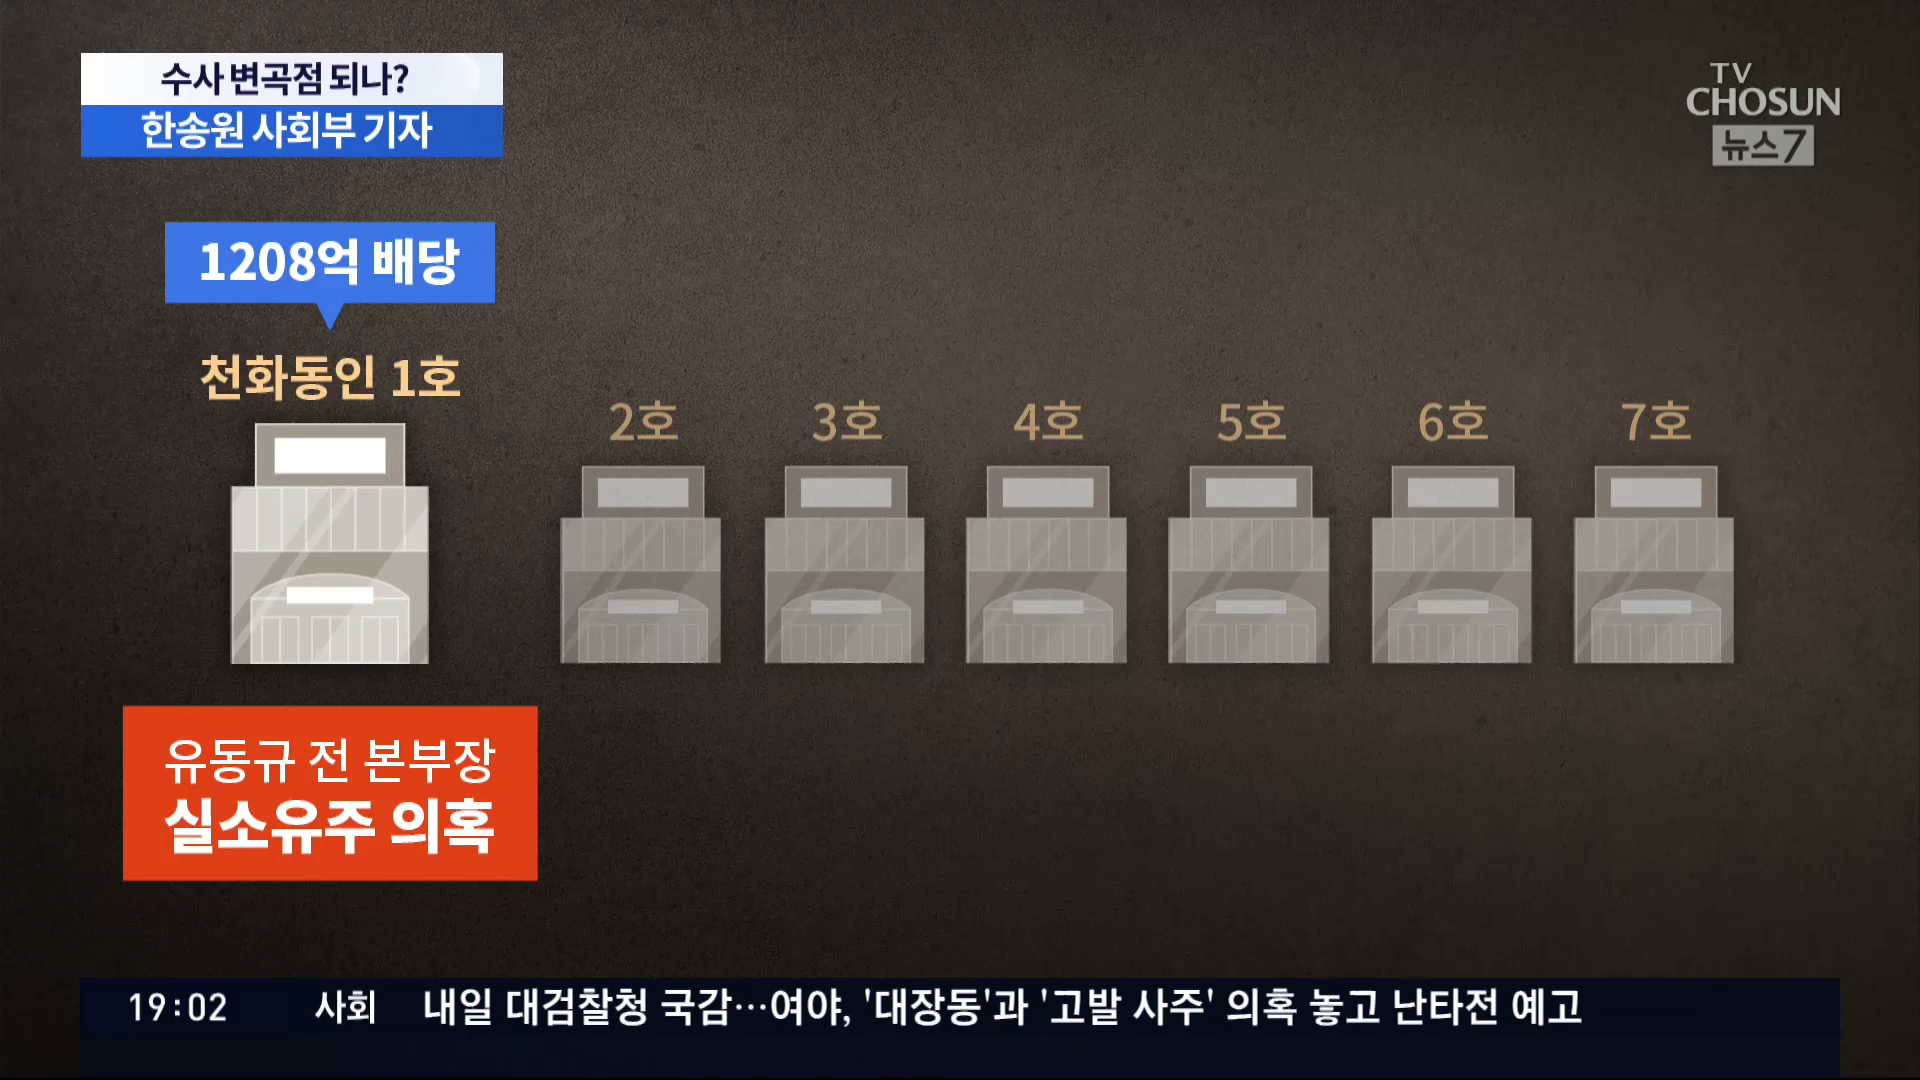 수사 변곡점 되나?
한송원 사회부 기자
TV
CHOSUN
뉴스7
1208억 배당
천화동인 1호
2호 3호 4호 5호 6호 7호
유동규 전 본부장
실소유주 의혹
19:02 사회 내일 대검찰청 국감…여야, '대장동'과 '고발 사주' 의혹 놓고 난타전 예고